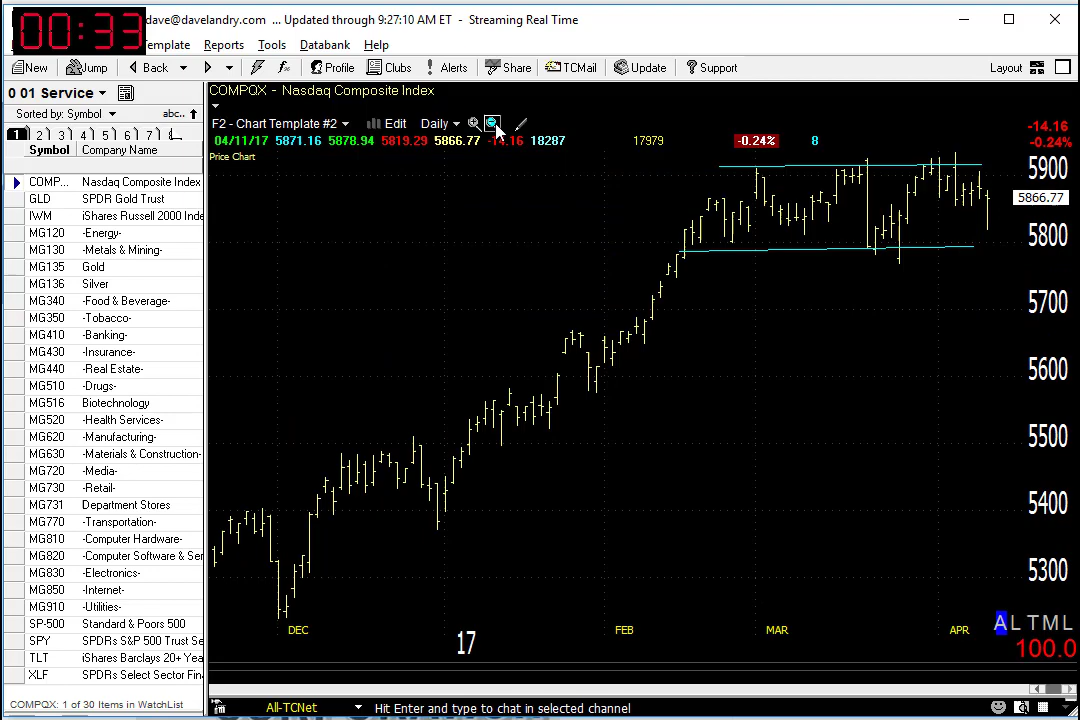 00:33
dave@davelandry.com ... Updated through 9:27:10 AM ET - Streaming Real Time
emplate Reports Tools Databank Help
New Jump Back Profile Clubs Alerts Share TCMail Update Support Layout
0 01 Service
Sorted by: Symbol abc..
1 2 3 4 5 6 7
Symbol Company Name
COMP... Nasdaq Composite Index
GLD SPDR Gold Trust
IWM iShares Russell 2000 Inde
MG120 -Energy-
MG130 -Metals & Mining-
MG135 Gold
MG136 Silver
MG340 -Food & Beverage-
MG350 -Tobacco-
MG410 -Banking-
MG430 -Insurance-
MG440 -Real Estate-
MG510 -Drugs-
MG516 Biotechnology
MG520 -Health Services-
MG620 -Manufacturing-
MG630 -Materials & Construction-
MG720 -Media-
MG730 -Retail-
MG731 Department Stores
MG770 -Transportation-
MG810 -Computer Hardware-
MG820 -Computer Software & Ser
MG830 -Electronics-
MG850 -Internet-
MG910 -Utilities-
SP-500 Standard & Poors 500
SPY SPDRs S&P 500 Trust Se
TLT iShares Barclays 20+ Yea
XLF SPDRs Select Sector Fin
COMPQX: 1 of 30 Items in WatchList
COMPQX - Nasdaq Composite Index
F2 - Chart Template #2 Edit Daily
04/11/17 5871.16 5878.94 5819.29 5866.77 -14.16 18287 17979 -0.24% 8
Price Chart
-14.16
-0.24%
5900
5866.77
5800
5700
5600
5500
5400
5300
DEC 17 FEB MAR APR
A L T M L
100.0
All-TCNet Hit Enter and type to chat in selected channel